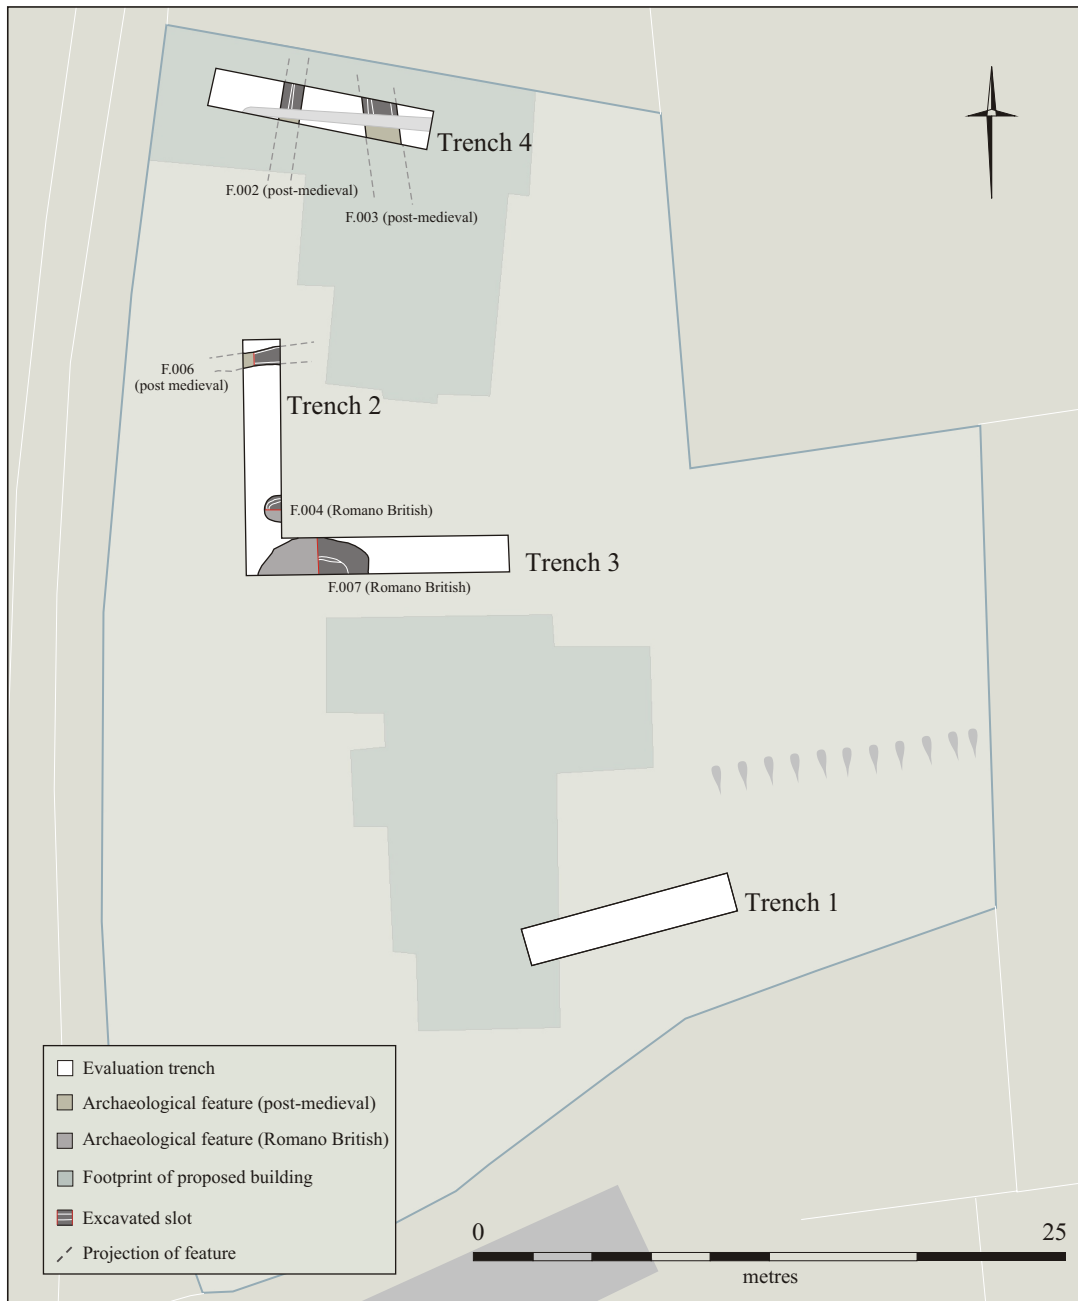 Trench 4
F.002 (post-medieval)
F.003 (post-medieval)
F.006
(post medieval)
Trench 2
F.004 (Romano British)
Trench 3
F.007 (Romano British)
Trench 1
Evaluation trench
Archaeological feature (post-medieval)
Archaeological feature (Romano British)
Footprint of proposed building
Excavated slot
Projection of feature
0 25
metres